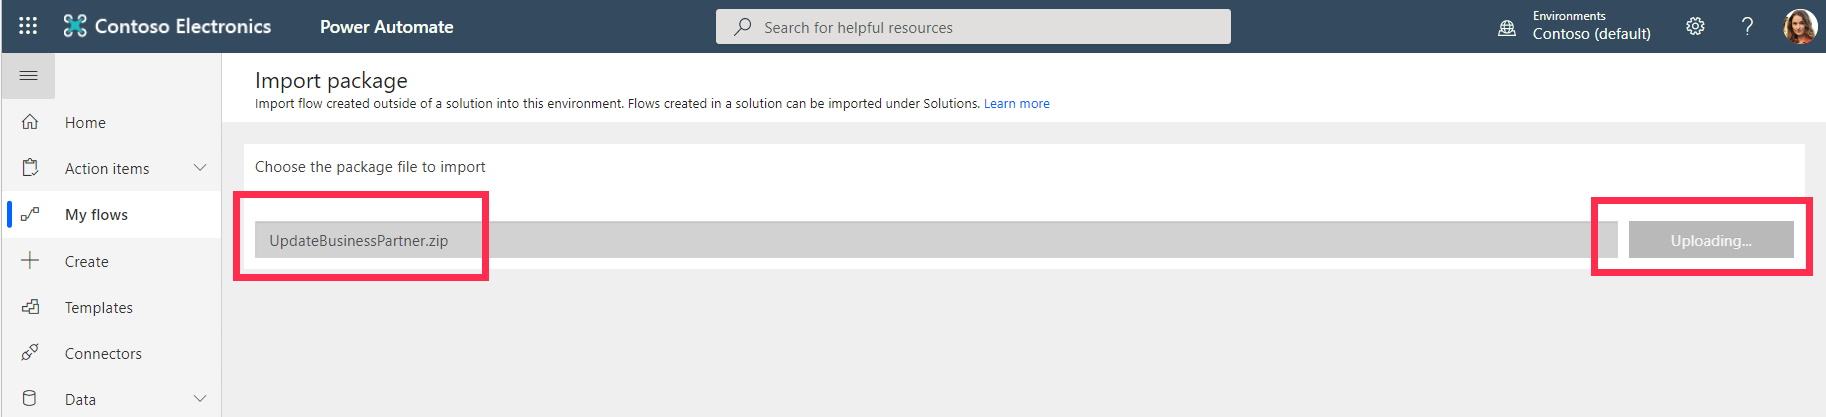 Contoso Electronics
Power Automate
Search for helpful resources
Environments
Contoso (default)
?
Import package
Import flow created outside of a solution into this environment. Flows created in a solution can be imported under Solutions. Learn more
Home
Action items
My flows
Create
Templates
Connectors
Data
Choose the package file to import
UpdateBusinessPartner.zip
Uploading...